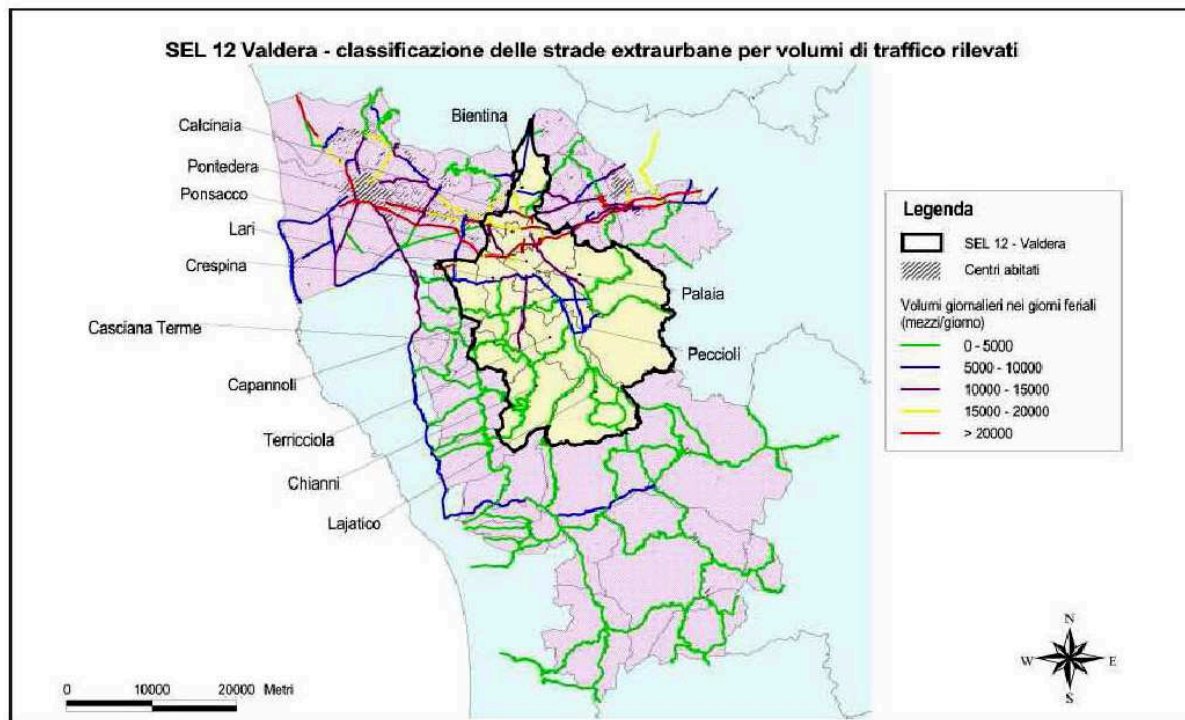 SEL 12 Valdera - classificazione delle strade extraurbane per volumi di traffico rilevati
Bientina
Calcinaia
Pontedera
Ponsacco
Lari
Crespina
Casciana Terme
Capannoli
Terricciola
Chianni
Lajatico
Palaia
Peccioli
Legenda
SEL 12 - Valdera
Centri abitati
Volumi giornalieri nei giorni feriali
(mezzi/giorno)
0 - 5000
5000 - 10000
10000 - 15000
15000 - 20000
> 20000
0 10000 20000 Metri
N
W E
S